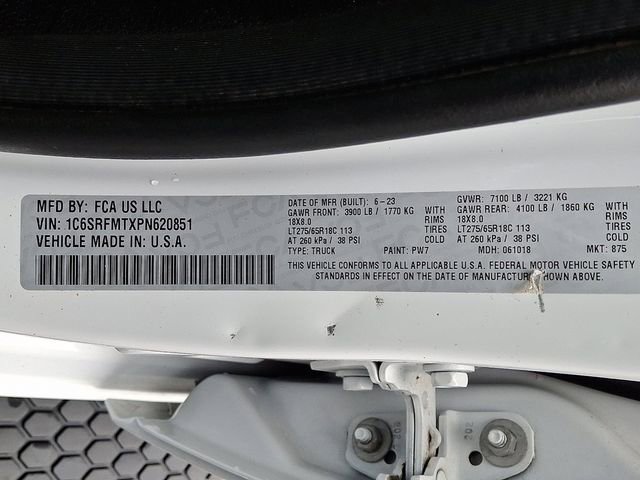 MFD BY: FCA US LLC
VIN: 1C6SRFMTXPN620851
VEHICLE MADE IN: U.S.A.
DATE OF MFR (BUILT): 6-23
GAWR FRONT: 3900 LB / 1770 KG WITH
18X8.0 RIMS
LT275/65R18C 113 TIRES
AT 260 kPa / 38 PSI COLD
TYPE: TRUCK PAINT: PW7
GVWR: 7100 LB / 3221 KG
GAWR REAR: 4100 LB / 1860 KG WITH
18X8.0 RIMS
LT275/65R18C 113 TIRES
AT 260 kPa / 38 PSI COLD
MDH: 061018 MKT: 875
THIS VEHICLE CONFORMS TO ALL APPLICABLE U.S.A. FEDERAL MOTOR VEHICLE SAFETY
STANDARDS IN EFFECT ON THE DATE OF MANUFACTURE SHOWN ABOVE.